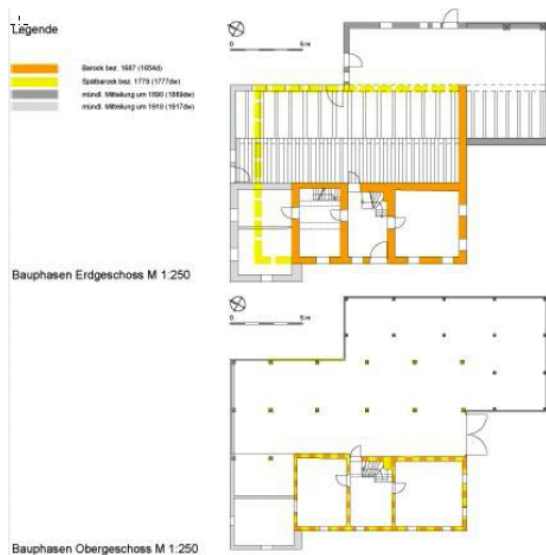 Legende
Barock bez. 1687 (1654d)
Spätbarock bez. 1779 (1777dw)
mündl. Mitteilung um 1890 (1889dw)
mündl. Mitteilung um 1918 (1917dw)
0 5 m
Bauphasen Erdgeschoss M 1:250
0 5 m
Bauphasen Obergeschoss M 1:250